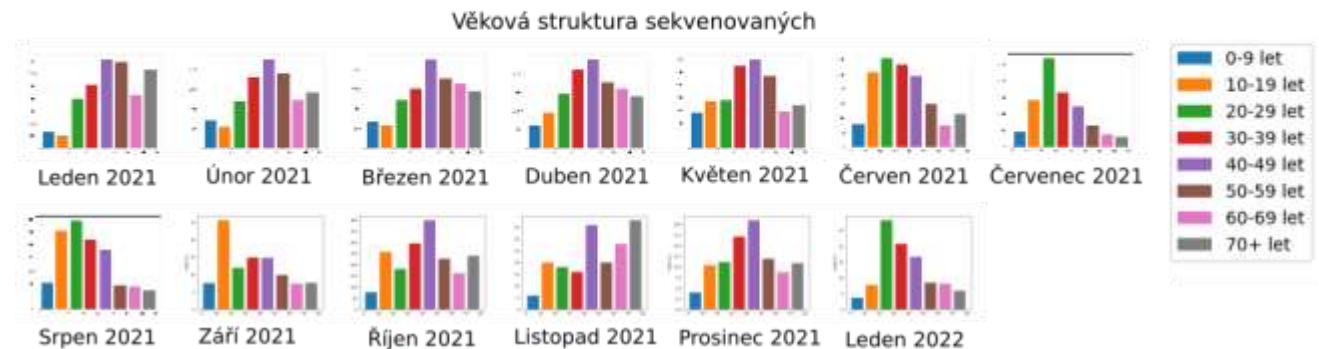 Věková struktura sekvenovaných
0-9 let
10-19 let
20-29 let
30-39 let
40-49 let
50-59 let
60-69 let
70+ let
Leden 2021
Únor 2021
Březen 2021
Duben 2021
Květen 2021
Červen 2021
Červenec 2021
Srpen 2021
Září 2021
Říjen 2021
Listopad 2021
Prosinec 2021
Leden 2022